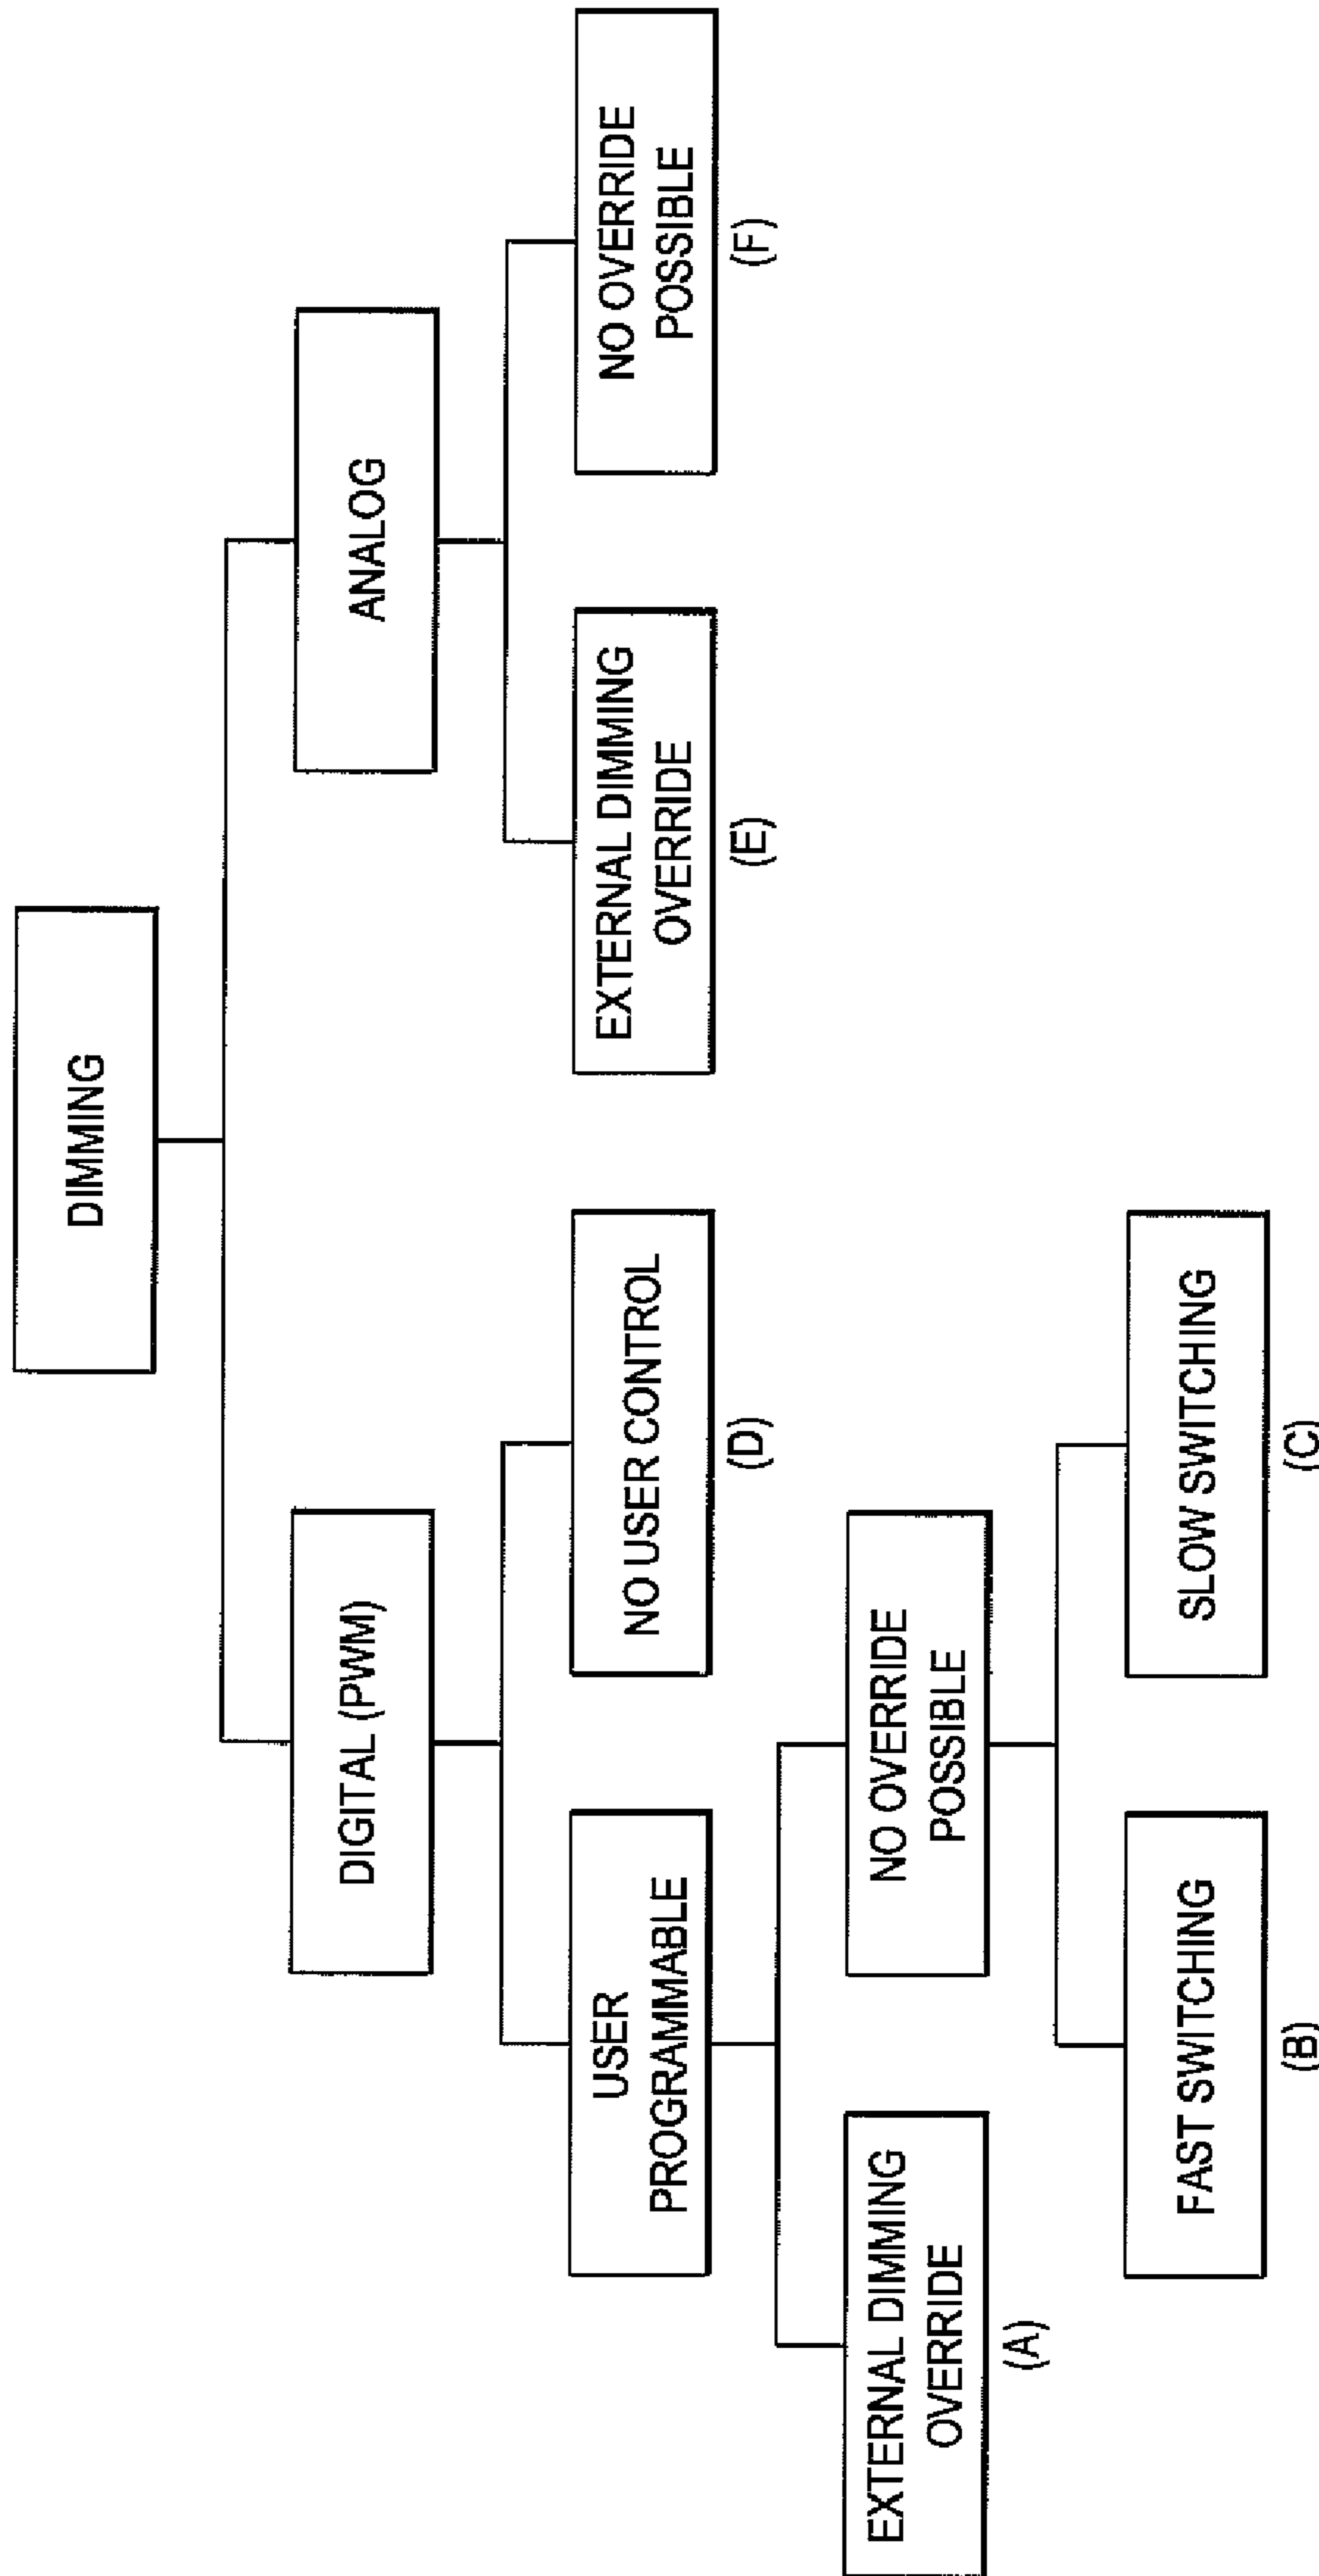 DIMMING
DIGITAL (PWM)
ANALOG
USER
PROGRAMMABLE
NO USER CONTROL
(D)
EXTERNAL DIMMING
OVERRIDE
(E)
NO OVERRIDE
POSSIBLE
(F)
EXTERNAL DIMMING
OVERRIDE
(A)
NO OVERRIDE
POSSIBLE
FAST SWITCHING
(B)
SLOW SWITCHING
(C)